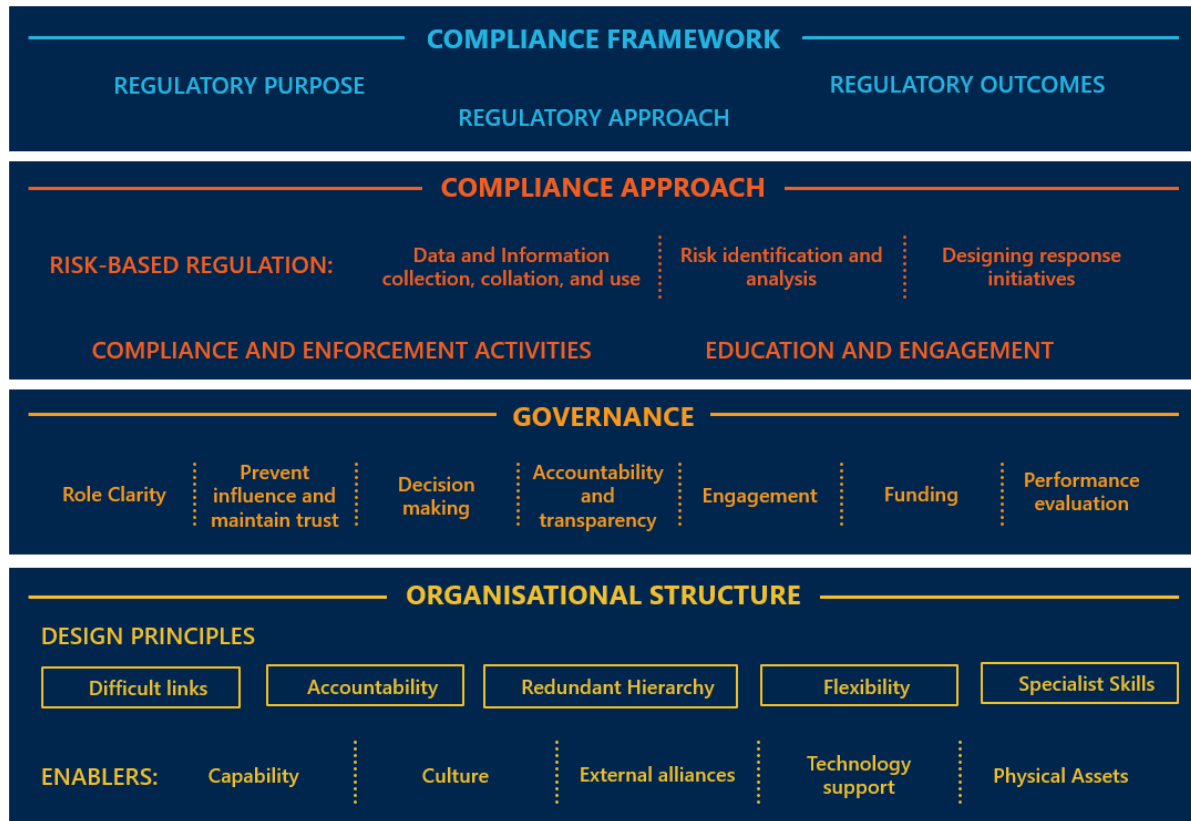 COMPLIANCE FRAMEWORK
REGULATORY PURPOSE
REGULATORY APPROACH
REGULATORY OUTCOMES
COMPLIANCE APPROACH
RISK-BASED REGULATION:
Data and Information
collection, collation, and use
Risk identification and
analysis
Designing response
initiatives
COMPLIANCE AND ENFORCEMENT ACTIVITIES
EDUCATION AND ENGAGEMENT
GOVERNANCE
Role Clarity
Prevent
influence and
maintain trust
Decision
making
Accountability
and
transparency
Engagement
Funding
Performance
evaluation
ORGANISATIONAL STRUCTURE
DESIGN PRINCIPLES
Difficult links
Accountability
Redundant Hierarchy
Flexibility
Specialist Skills
ENABLERS:
Capability
Culture
External alliances
Technology
support
Physical Assets